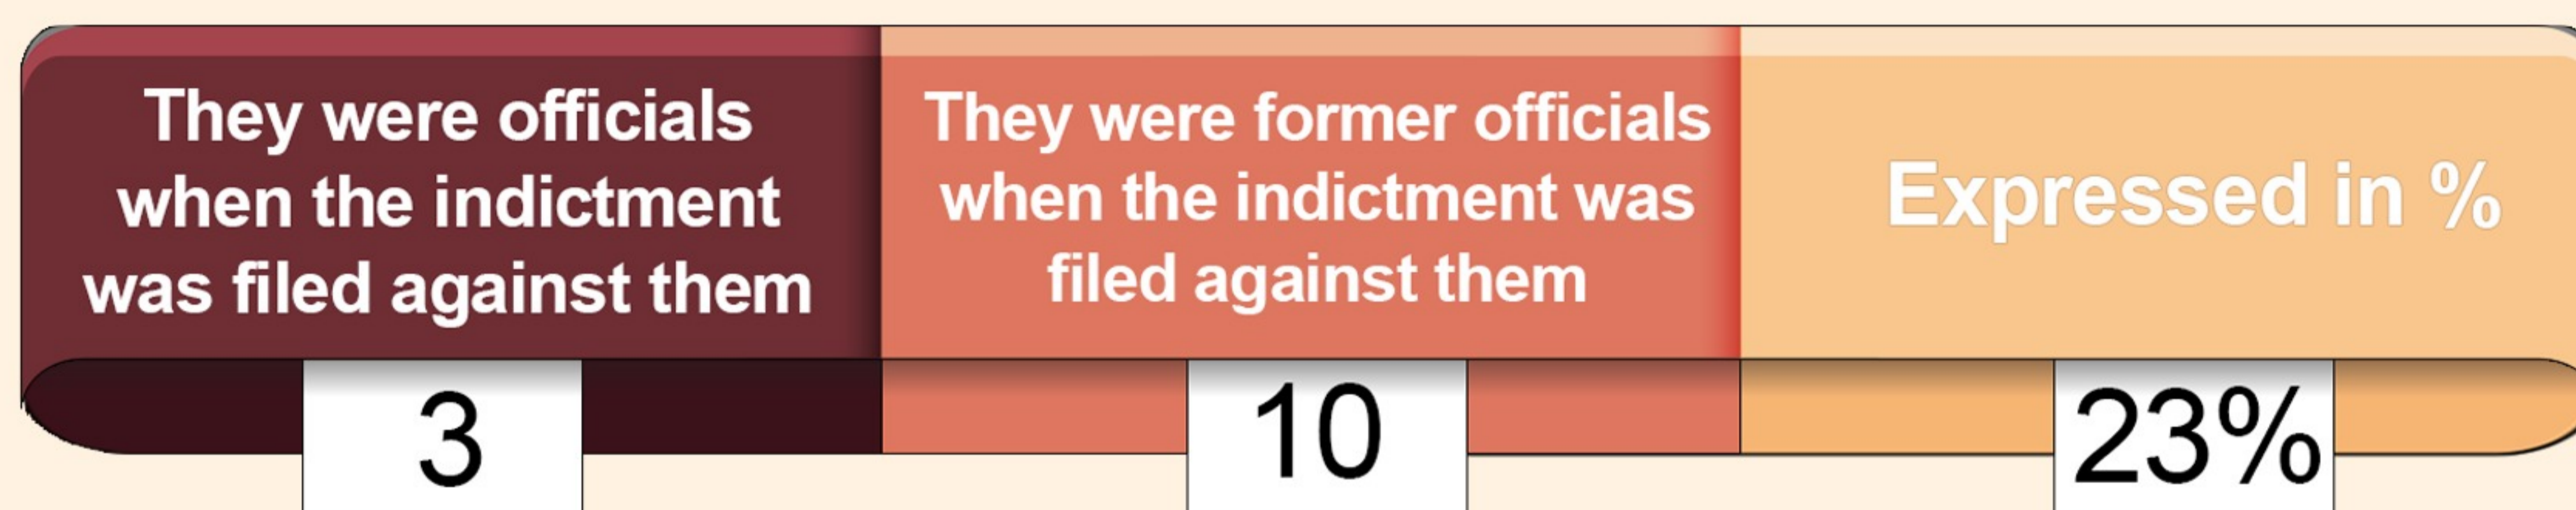 They were officials
when the indictment
was filed against them
They were former officials
when the indictment was
filed against them
Expressed in %
3
10
23%